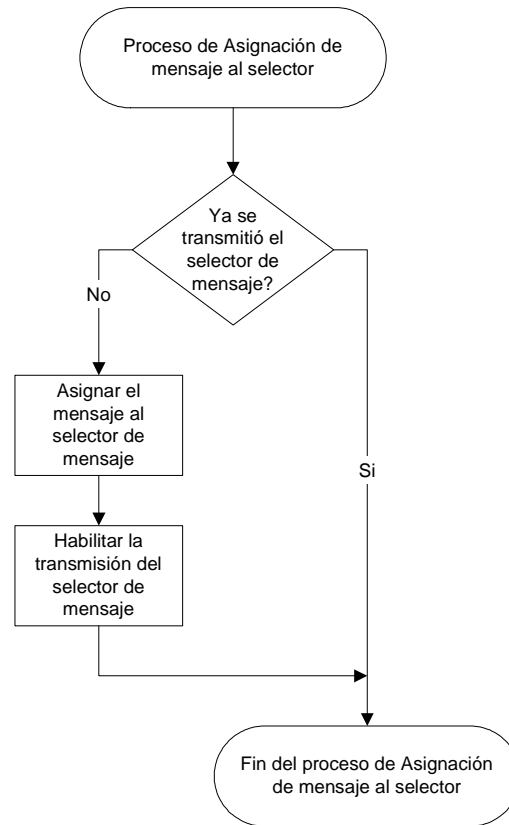 Proceso de Asignación de
mensaje al selector
Ya se
transmitió el
selector de
mensaje?
No
Asignar el
mensaje al
selector de
mensaje
Si
Habilitar la
transmisión del
selector de
mensaje
Fin del proceso de Asignación
de mensaje al selector